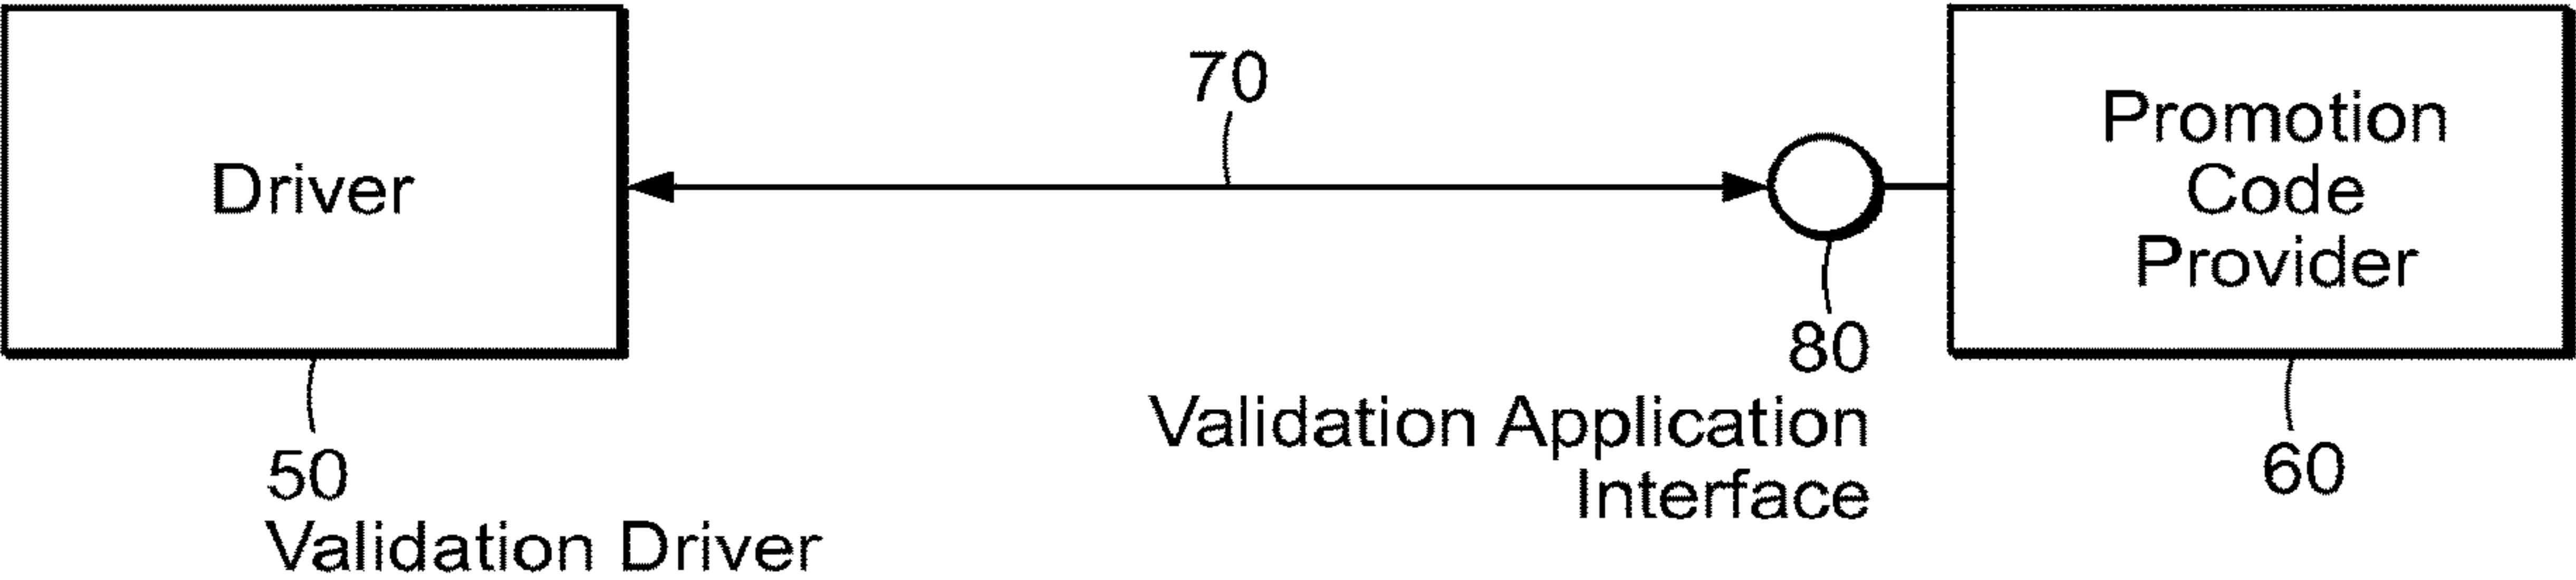 Driver
50
Validation Driver
70
80
Validation Application
Interface
Promotion
Code
Provider
60